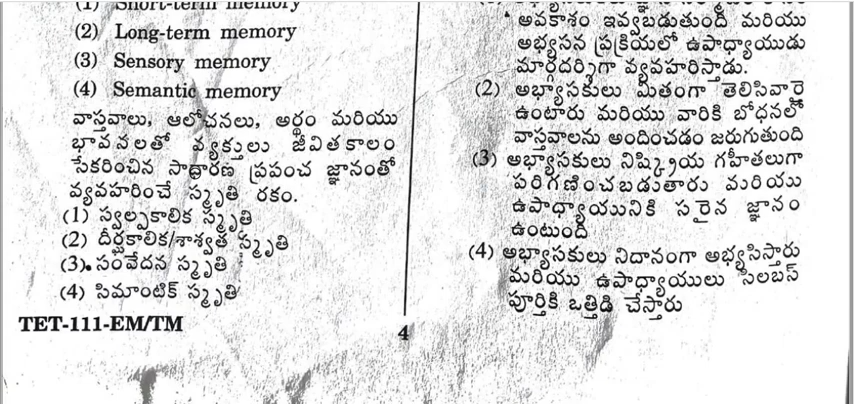 (1) Short-term memory
(2) Long-term memory
(3) Sensory memory
(4) Semantic memory
వాస్తవాలు, ఆలోచనలు, అర్థం మరియు
భావనలతో వ్యక్తులు జీవితకాలం
సేకరించిన సాధారణ ప్రపంచ జ్ఞానంతో
వ్యవహరించే స్మృతి రకం.
(1) స్వల్పకాలిక స్మృతి
(2) దీర్ఘకాలిక/శాశ్వత స్మృతి
(3) సంవేదన స్మృతి
(4) సిమాంటిక్ స్మృతి
TET-111-EM/TM
అవకాశం ఇవ్వబడుతుంది మరియు
అభ్యసన ప్రక్రియలో ఉపాధ్యాయుడు
మార్గదర్శిగా వ్యవహరిస్తాడు.
(2) అభ్యాసకులు మితంగా తెలిసివారై
ఉంటారు మరియు వారికి బోధనలో
వాస్తవాలను అందించడం జరుగుతుంది
(3) అభ్యాసకులు నిష్క్రియ గ్రహీతలుగా
పరిగణించబడుతారు మరియు
ఉపాధ్యాయునికి సరైన జ్ఞానం
ఉంటుంది
(4) అభ్యాసకులు నిదానంగా అభ్యసిస్తారు
మరియు ఉపాధ్యాయులు సిలబస్
పూర్తికి ఒత్తిడి చేస్తారు
4